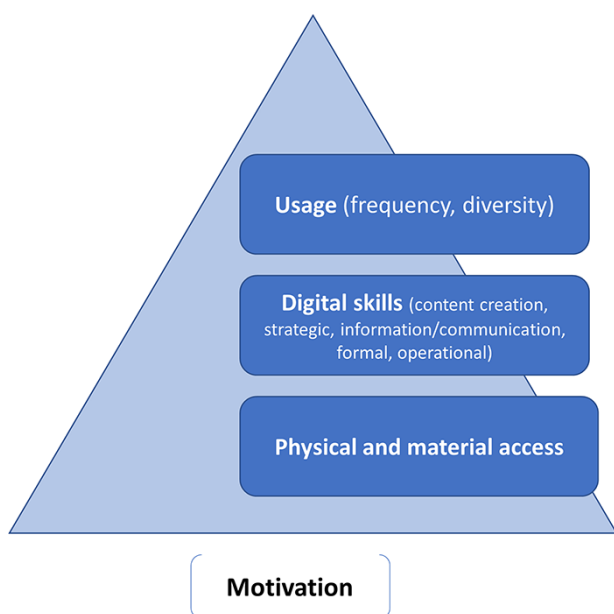 Usage (frequency, diversity)
Digital skills (content creation,
strategic, information/communication,
formal, operational)
Physical and material access
Motivation